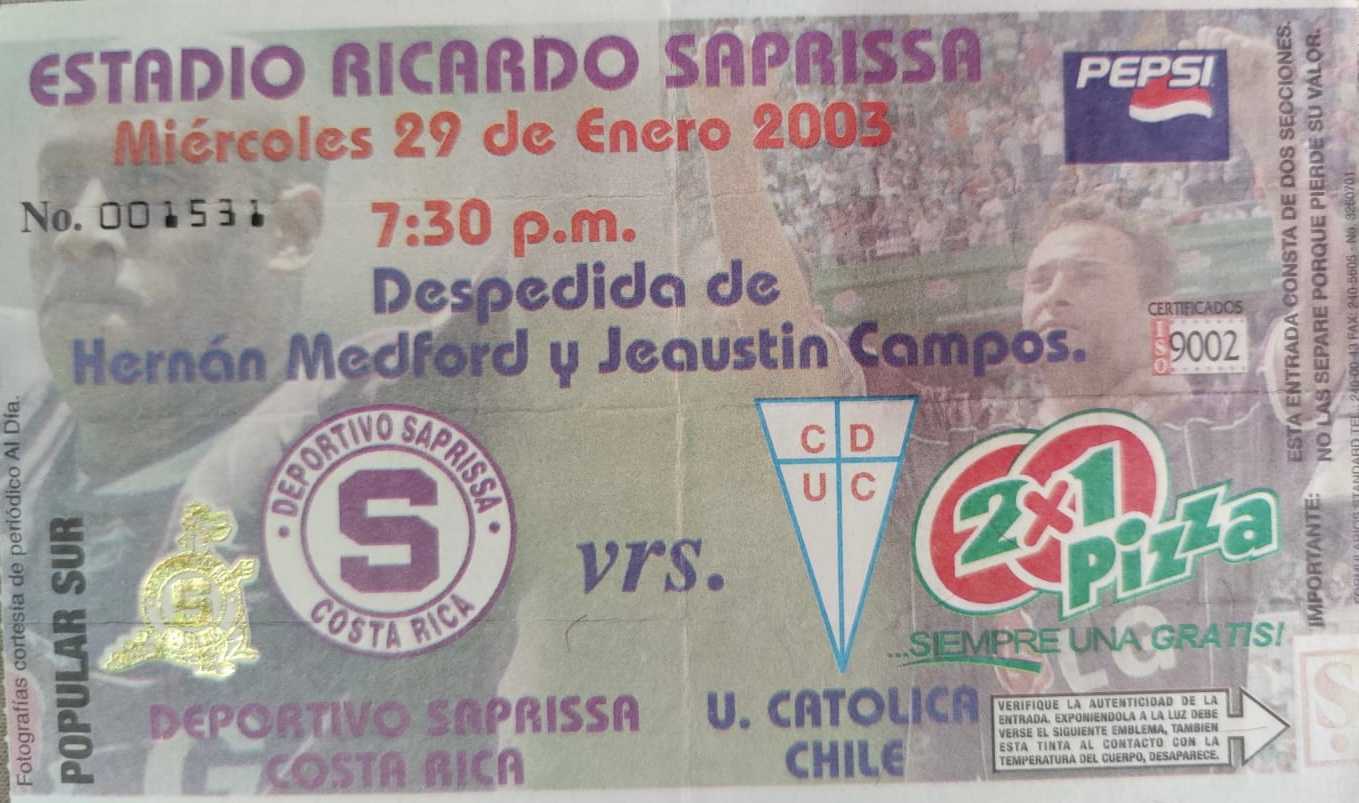 ESTADIO RICARDO SAPRISSA
Miércoles 29 de Enero 2003
No. 001531
7:30 p.m.
Despedida de
Hernán Medford y Jeaustin Campos.
PEPSI
CERTIFICADOS
ISO 9002
DEPORTIVO SAPRISSA
S
COSTA RICA
vrs.
C D
U C
2x1
Pizza
...SIEMPRE UNA GRATIS!
LG
DEPORTIVO SAPRISSA
COSTA RICA
U. CATOLICA
CHILE
VERIFIQUE LA AUTENTICIDAD DE LA
ENTRADA. EXPONIENDOLA A LA LUZ DEBE
VERSE EL SIGUIENTE EMBLEMA, TAMBIEN
ESTA TINTA AL CONTACTO CON LA
TEMPERATURA DEL CUERPO, DESAPARECE.
S
Fotografías cortesía de periódico Al Día.
POPULAR SUR
IMPORTANTE: ESTA ENTRADA CONSTA DE DOS SECCIONES.
NO LAS SEPARE PORQUE PIERDE SU VALOR.